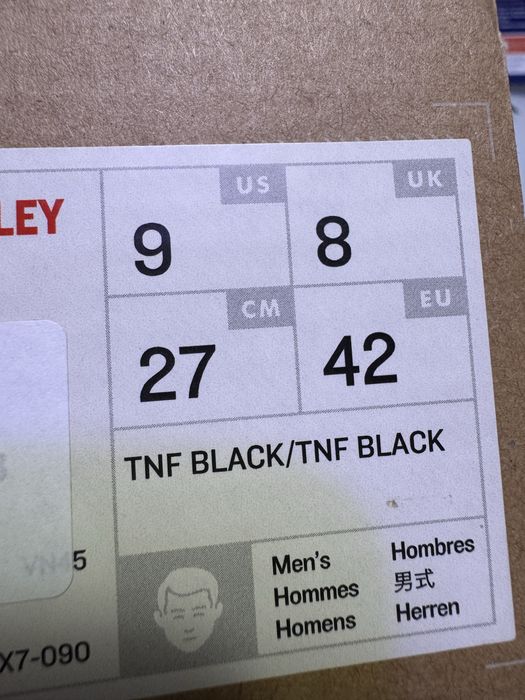 LEY
US
9
UK
8
CM
27
EU
42
TNF BLACK/TNF BLACK
Men's
Hommes
Homens
Hombres
男式
Herren
VN45
X7-090